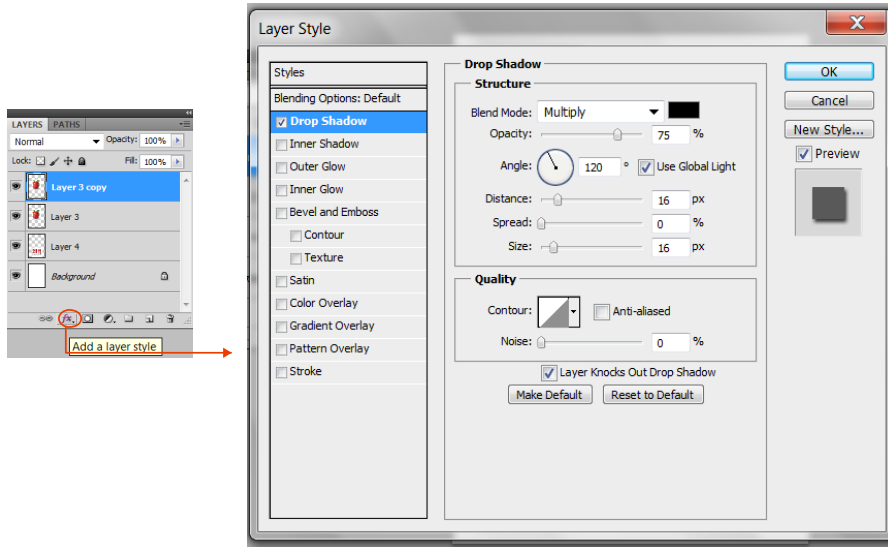 LAYERS PATHS
Normal Opacity: 100%
Lock: Fill: 100%
Layer 3 copy
Layer 3
Layer 4
Background
fx.
Add a layer style
Layer Style
Styles
Blending Options: Default
Drop Shadow
Inner Shadow
Outer Glow
Inner Glow
Bevel and Emboss
Contour
Texture
Satin
Color Overlay
Gradient Overlay
Pattern Overlay
Stroke
Drop Shadow
Structure
Blend Mode: Multiply
Opacity: 75 %
Angle: 120 ° Use Global Light
Distance: 16 px
Spread: 0 %
Size: 16 px
Quality
Contour: Anti-aliased
Noise: 0 %
Layer Knocks Out Drop Shadow
Make Default Reset to Default
OK
Cancel
New Style...
Preview